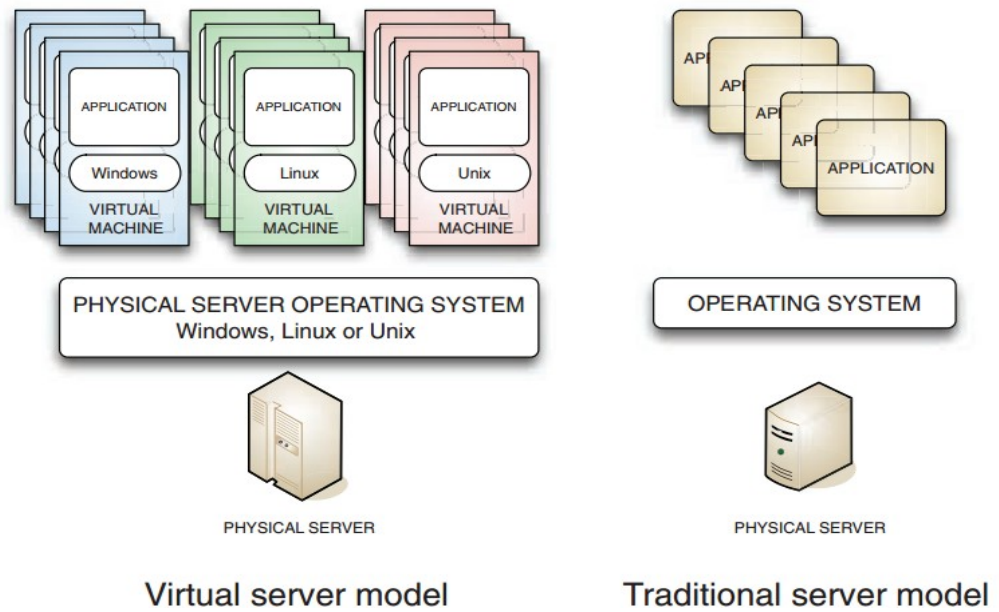 APPLICATION
Windows
VIRTUAL
MACHINE
APPLICATION
Linux
VIRTUAL
MACHINE
APPLICATION
Unix
VIRTUAL
MACHINE
PHYSICAL SERVER OPERATING SYSTEM
Windows, Linux or Unix
PHYSICAL SERVER
Virtual server model
APPLICATION
OPERATING SYSTEM
PHYSICAL SERVER
Traditional server model